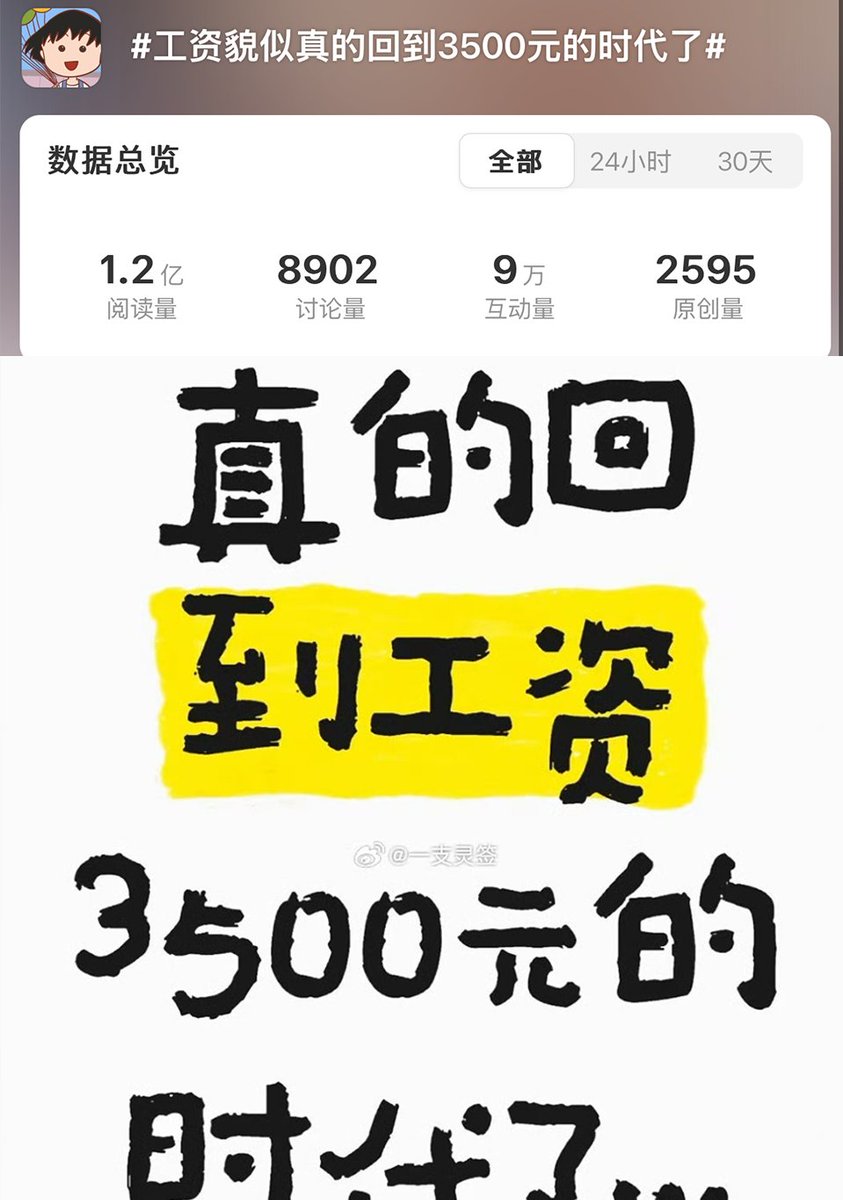 #工资貌似真的回到3500元的时代了#
数据总览
全部 24小时 30天
1.2亿 8902 9万 2595
阅读量 讨论量 互动量 原创量
真的回
到工资
@一支灵签
3500元的
时代了...